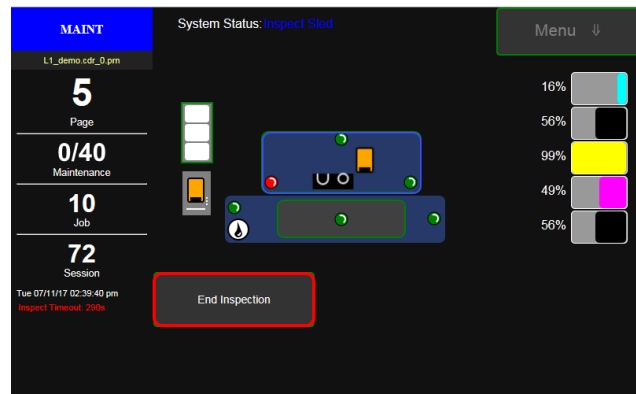 MAINT
System Status:Inspect Sled
Menu ⇓
L1_demo.cdr_0.prn
5
Page
0/40
Maintenance
10
Job
72
Session
Tue 07/11/17 02:39:40 pm
Inspect Timeout: 290s
16%
56%
99%
49%
56%
End Inspection